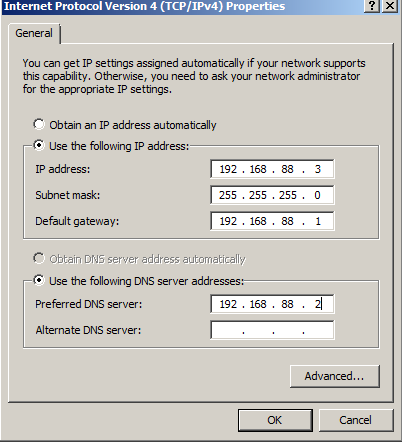 Internet Protocol Version 4 (TCP/IPv4) Properties
General
You can get IP settings assigned automatically if your network supports
this capability. Otherwise, you need to ask your network administrator
for the appropriate IP settings.
Obtain an IP address automatically
Use the following IP address:
IP address: 192 . 168 . 88 . 3
Subnet mask: 255 . 255 . 255 . 0
Default gateway: 192 . 168 . 88 . 1
Obtain DNS server address automatically
Use the following DNS server addresses:
Preferred DNS server: 192 . 168 . 88 . 2
Alternate DNS server: . . .
Advanced...
OK Cancel